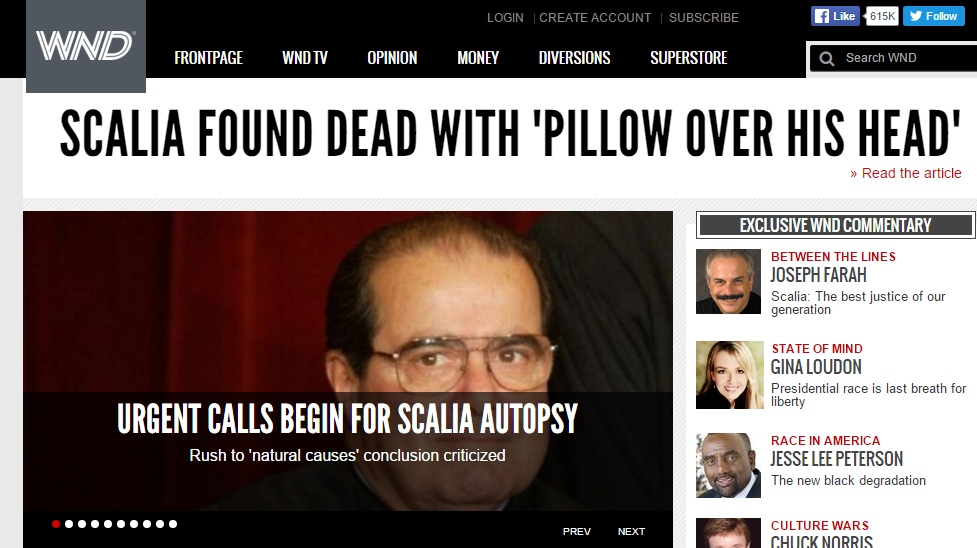 LOGIN | CREATE ACCOUNT | SUBSCRIBE
Like 615K Follow
WND®
FRONTPAGE WND TV OPINION MONEY DIVERSIONS SUPERSTORE
Search WND
SCALIA FOUND DEAD WITH 'PILLOW OVER HIS HEAD'
» Read the article
URGENT CALLS BEGIN FOR SCALIA AUTOPSY
Rush to 'natural causes' conclusion criticized
PREV NEXT
EXCLUSIVE WND COMMENTARY
BETWEEN THE LINES
JOSEPH FARAH
Scalia: The best justice of our
generation
STATE OF MIND
GINA LOUDON
Presidential race is last breath for
liberty
RACE IN AMERICA
JESSE LEE PETERSON
The new black degradation
CULTURE WARS
CHUCK NORRIS